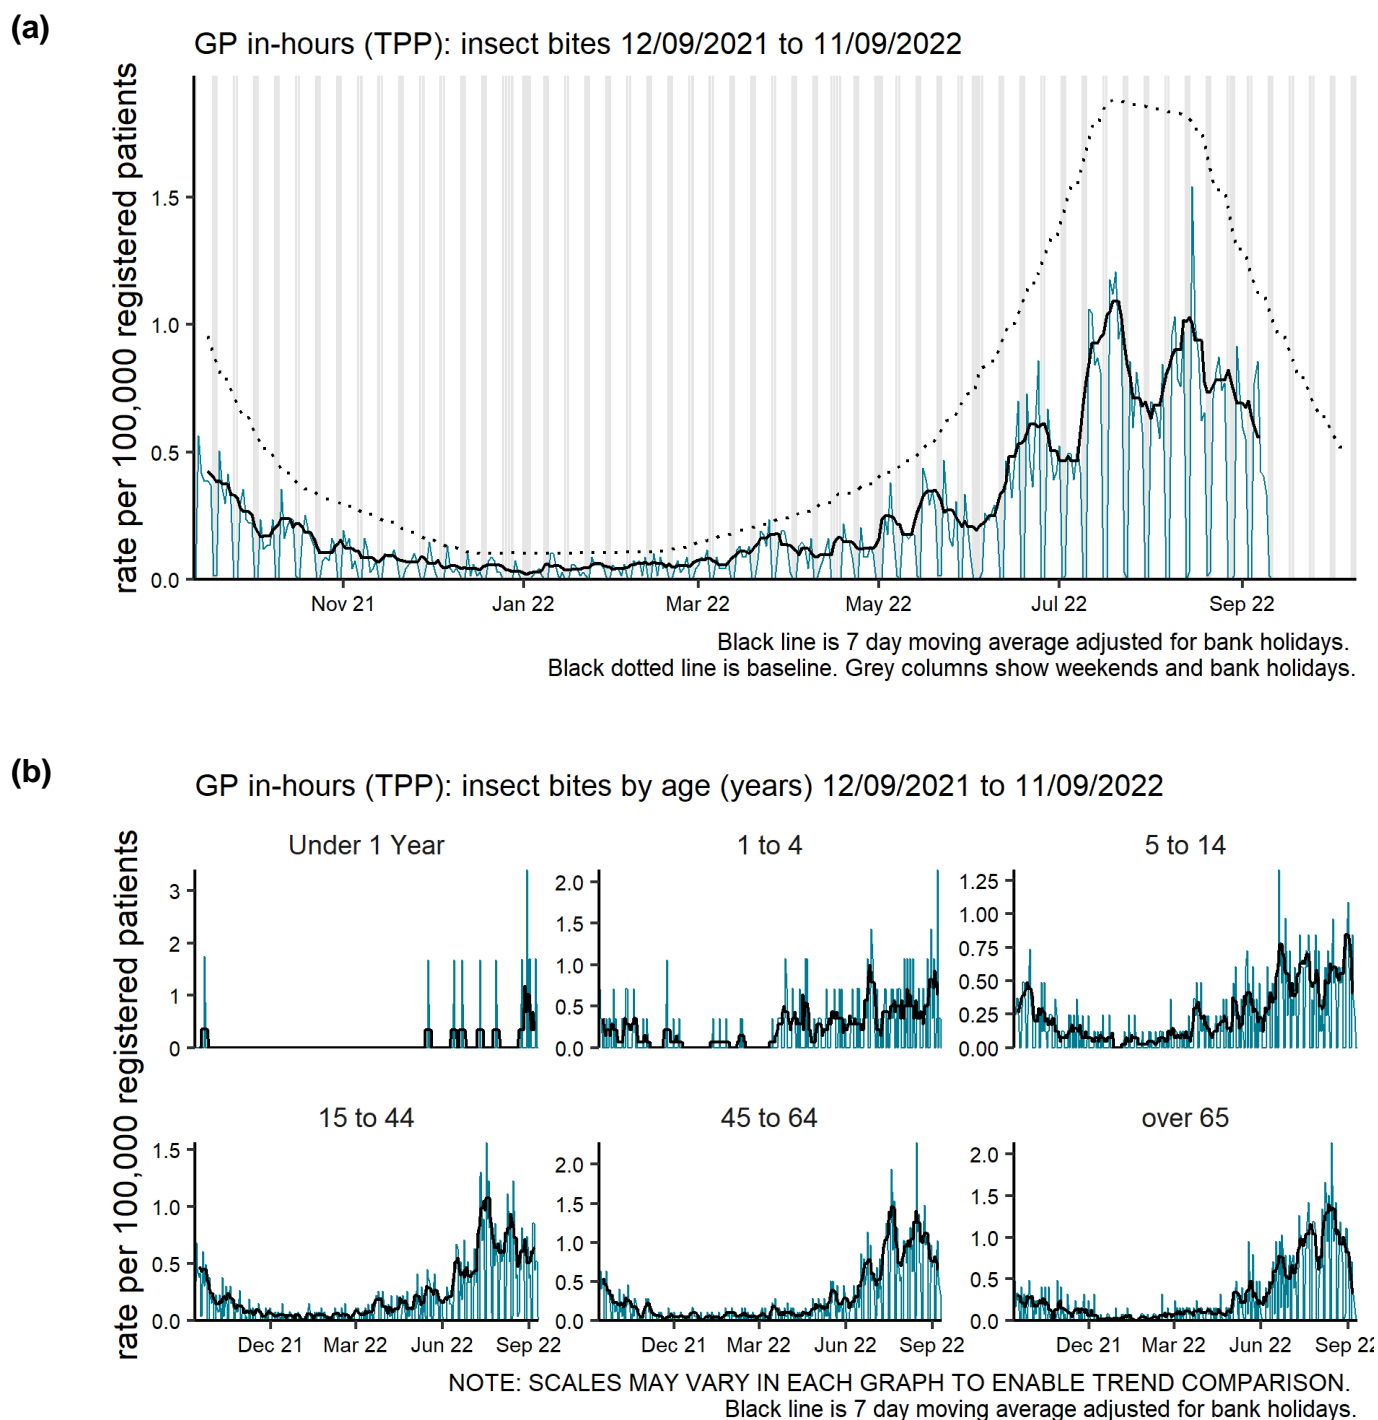 (a)
GP in-hours (TPP): insect bites 12/09/2021 to 11/09/2022
rate per 100,000 registered patients
1.5
1.0
0.5
0.0
Nov 21 Jan 22 Mar 22 May 22 Jul 22 Sep 22
Black line is 7 day moving average adjusted for bank holidays.
Black dotted line is baseline. Grey columns show weekends and bank holidays.
(b)
GP in-hours (TPP): insect bites by age (years) 12/09/2021 to 11/09/2022
rate per 100,000 registered patients
Under 1 Year
3
2
1
0
1 to 4
2.0
1.5
1.0
0.5
0.0
5 to 14
1.25
1.00
0.75
0.50
0.25
0.00
15 to 44
1.5
1.0
0.5
0.0
Dec 21 Mar 22 Jun 22 Sep 22
45 to 64
2.0
1.5
1.0
0.5
0.0
Dec 21 Mar 22 Jun 22 Sep 22
over 65
2.0
1.5
1.0
0.5
0.0
Dec 21 Mar 22 Jun 22 Sep 22
NOTE: SCALES MAY VARY IN EACH GRAPH TO ENABLE TREND COMPARISON.
Black line is 7 day moving average adjusted for bank holidays.